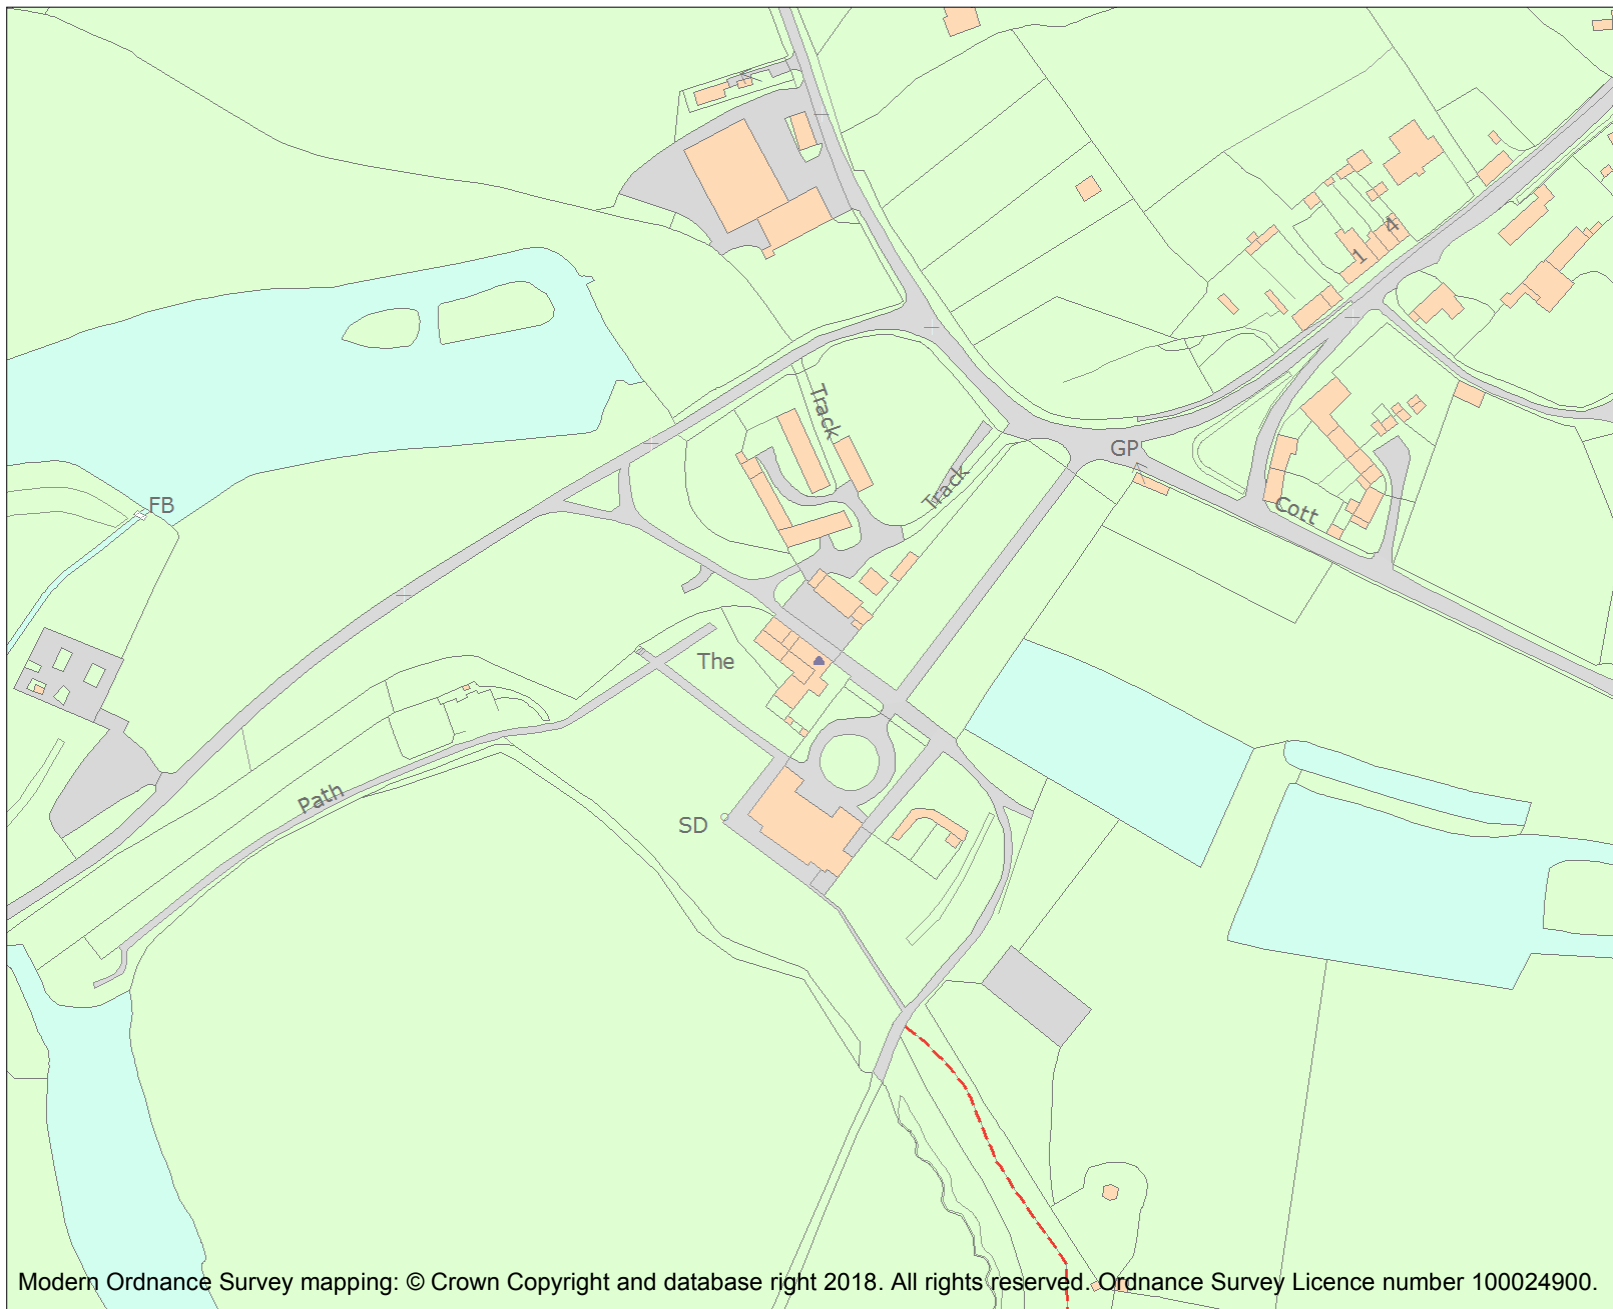 4
1
Track
GP
Track
FB
Cott
The
Path
SD
Modern Ordnance Survey mapping: © Crown Copyright and database right 2018. All rights reserved. Ordnance Survey Licence number 100024900.